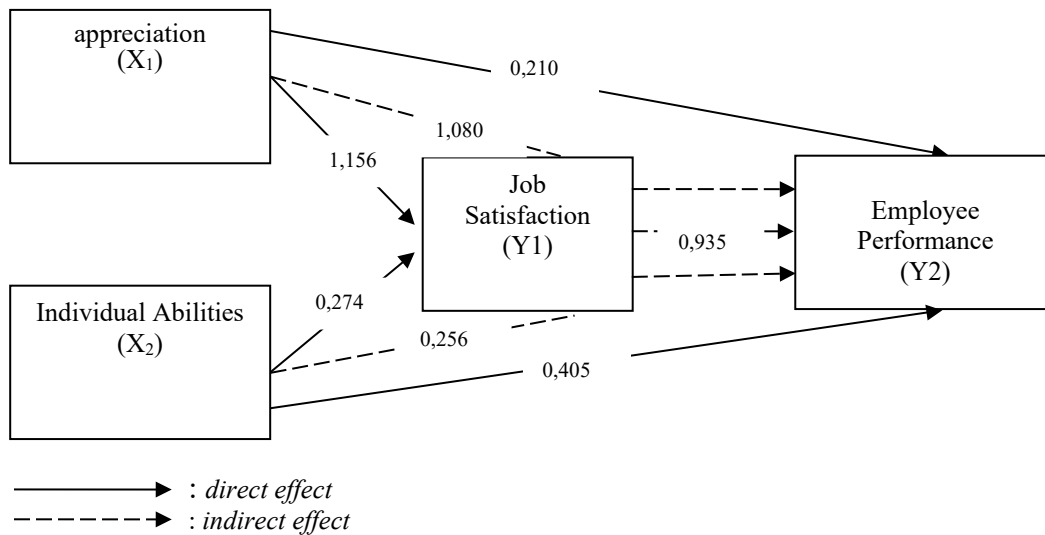 appreciation
(X₁)
0,210
1,080
1,156
Job
Satisfaction
(Y1)
Employee
Performance
(Y2)
0,935
Individual Abilities
(X₂)
0,274
0,256
0,405
: direct effect
: indirect effect